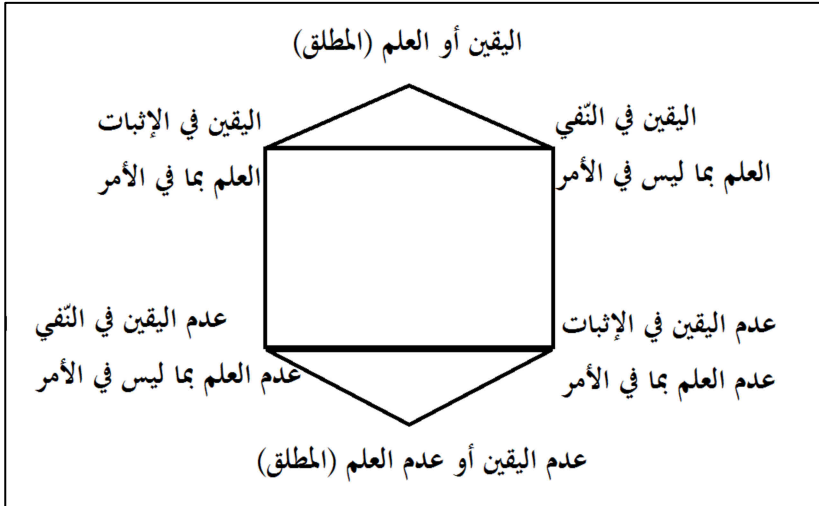 اليقين أو العلم (المطلق)
اليقين في النّفي
العلم بما ليس في الأمر
اليقين في الإثبات
العلم بما في الأمر
عدم اليقين في الإثبات
عدم العلم بما في الأمر
عدم اليقين في النّفي
عدم العلم بما ليس في الأمر
عدم اليقين أو عدم العلم (المطلق)